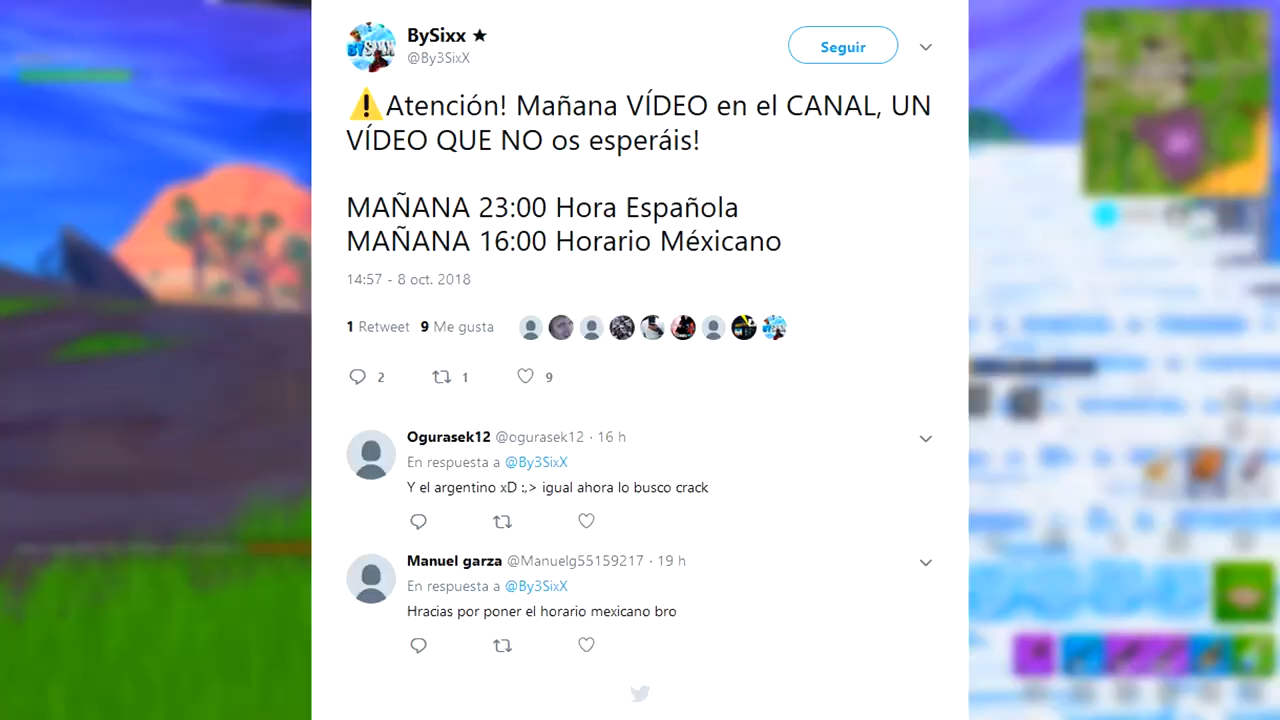 BySixx ★
@By3SixX
Seguir
⚠️Atención! Mañana VÍDEO en el CANAL, UN
VÍDEO QUE NO os esperáis!
MAÑANA 23:00 Hora Española
MAÑANA 16:00 Horario Méxicano
14:57 - 8 oct. 2018
1 Retweet 9 Me gusta
2 1 9
Ogurasek12 @ogurasek12 · 16 h
En respuesta a @By3SixX
Y el argentino xD :,> igual ahora lo busco crack
Manuel garza @Manuelg55159217 · 19 h
En respuesta a @By3SixX
Hracias por poner el horario mexicano bro